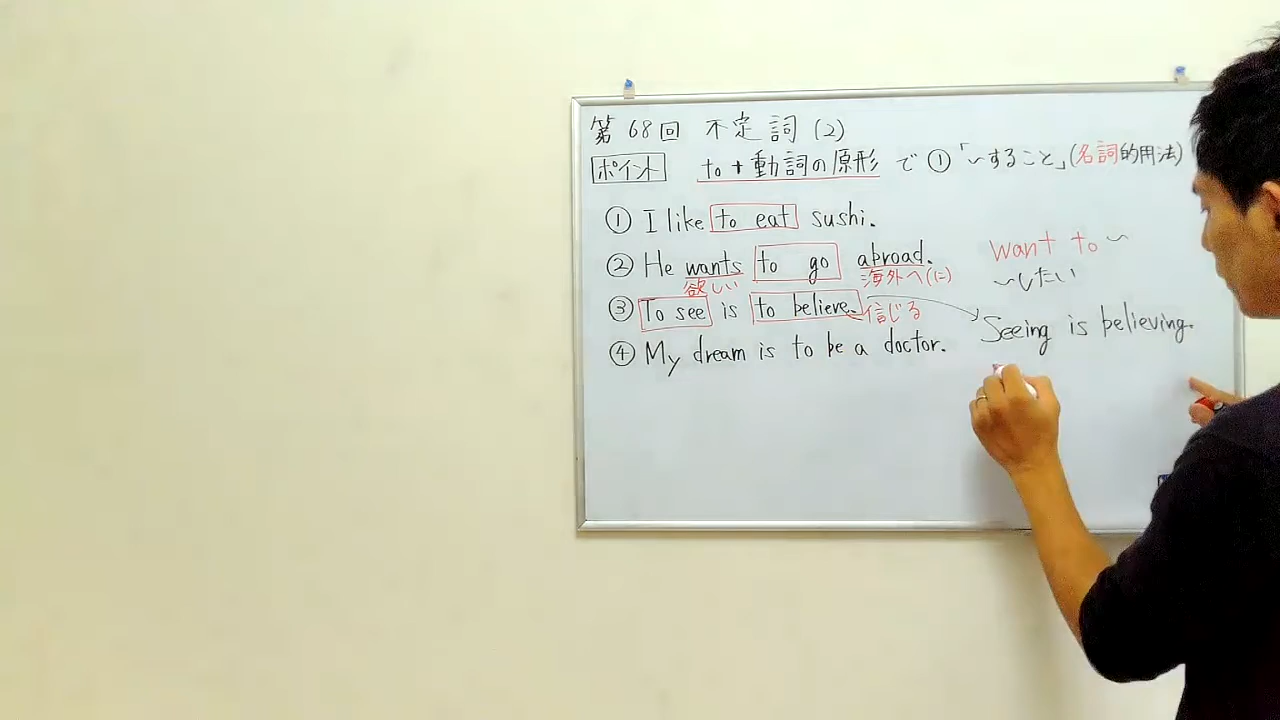 第68回 不定詞(2)
ポイント to+動詞の原形で①「~すること」(名詞的用法)
① I like to eat sushi.
② He wants to go abroad.
欲しい 海外へ(に)
want to ~
~したい
③ To see is to believe. 信じる
Seeing is believing.
④ My dream is to be a doctor.